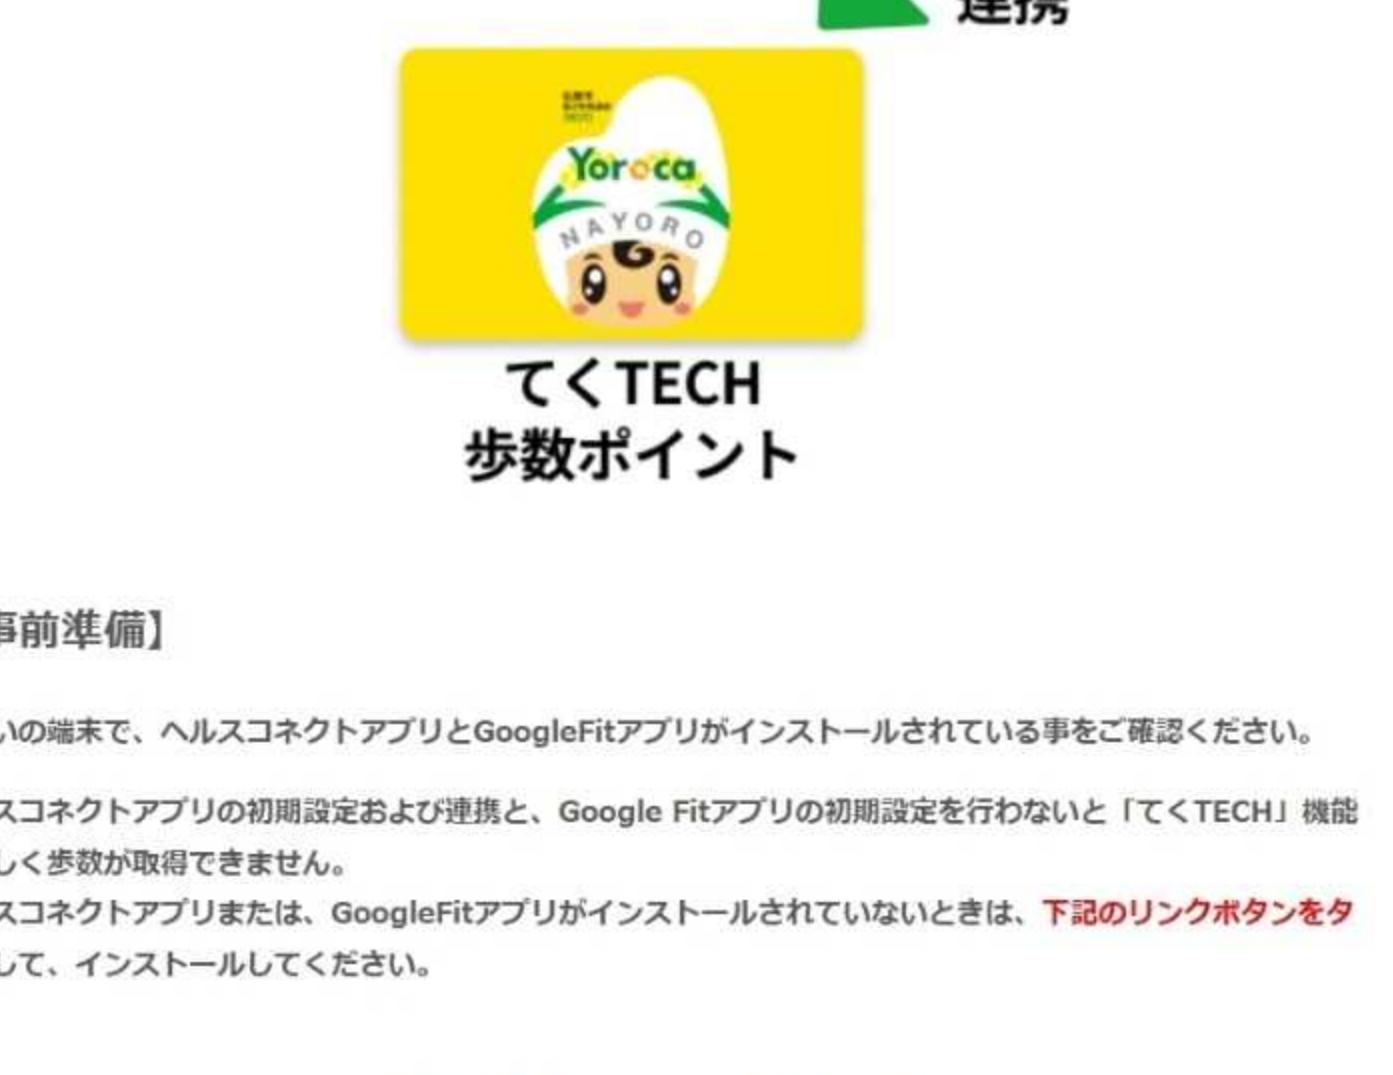 連携
Yoroca
NAYORO
てくTECH
歩数ポイント
事前準備】
いの端末で、ヘルスコネクトアプリとGoogleFitアプリがインストールされている事をご確認ください。
スコネクトアプリの初期設定および連携と、Google Fitアプリの初期設定を行わないと「てくTECH」機能
しく歩数が取得できません。
スコネクトアプリまたは、GoogleFitアプリがインストールされていないときは、下記のリンクボタンをタ
して、インストールしてください。